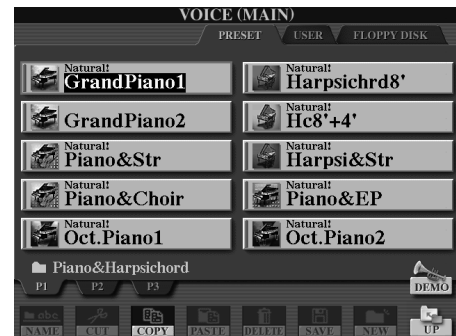 VOICE (MAIN)
PRESET USER FLOPPY DISK
Natural!
GrandPiano1
Natural!
Harpsichrd8'
GrandPiano2
Natural!
Hc8'+4'
Natural!
Piano&Str
Natural!
Harpsi&Str
Natural!
Piano&Choir
Natural!
Piano&EP
Natural!
Oct.Piano1
Natural!
Oct.Piano2
Piano&Harpsichord
P1 P2 P3
DEMO
abc
NAME CUT COPY PASTE DELETE SAVE NEW UP